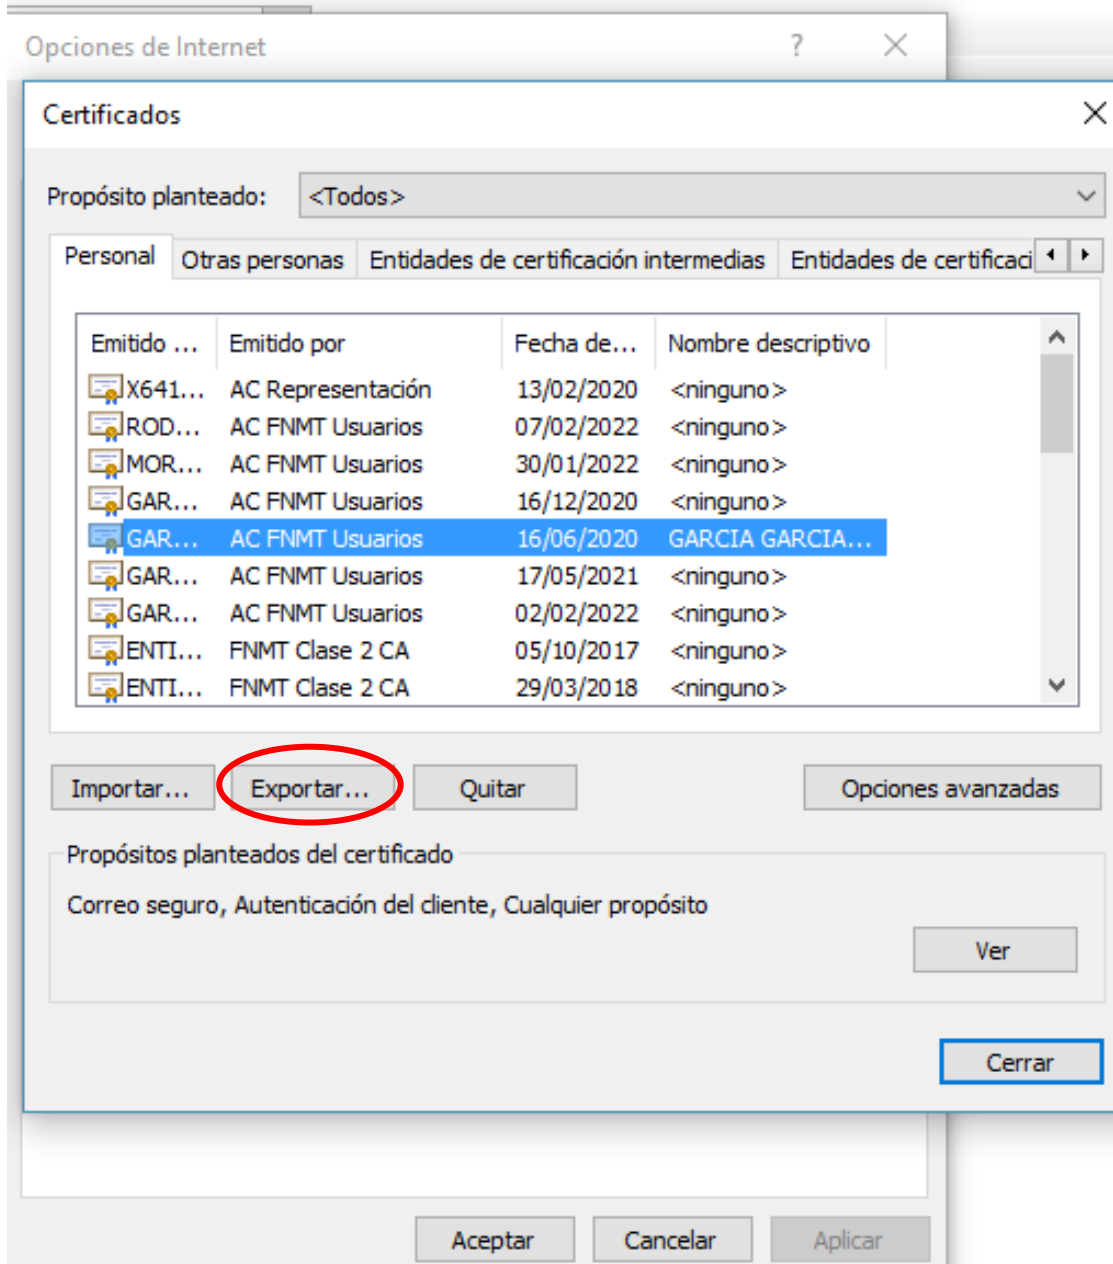 Opciones de Internet ?
Certificados
Propósito planteado: <Todos>
Personal Otras personas Entidades de certificación intermedias Entidades de certificaci
Emitido ... Emitido por Fecha de... Nombre descriptivo
X641... AC Representación 13/02/2020 <ninguno>
ROD... AC FNMT Usuarios 07/02/2022 <ninguno>
MOR... AC FNMT Usuarios 30/01/2022 <ninguno>
GAR... AC FNMT Usuarios 16/12/2020 <ninguno>
GAR... AC FNMT Usuarios 16/06/2020 GARCIA GARCIA...
GAR... AC FNMT Usuarios 17/05/2021 <ninguno>
GAR... AC FNMT Usuarios 02/02/2022 <ninguno>
ENTI... FNMT Clase 2 CA 05/10/2017 <ninguno>
ENTI... FNMT Clase 2 CA 29/03/2018 <ninguno>
Importar... Exportar... Quitar Opciones avanzadas
Propósitos planteados del certificado
Correo seguro, Autenticación del cliente, Cualquier propósito
Ver
Cerrar
Aceptar Cancelar Aplicar